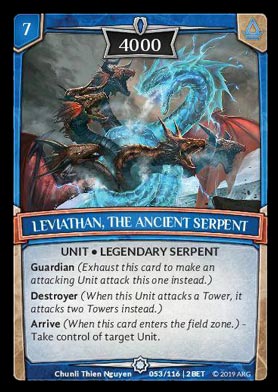 7
4000
LEVIATHAN, THE ANCIENT SERPENT
UNIT • LEGENDARY SERPENT
Guardian (Exhaust this card to make an
attacking Unit attack this one instead.)
Destroyer (When this Unit attacks a Tower, it
attacks two Towers instead.)
Arrive (When this card enters the field zone.) -
Take control of target Unit.
Chunli Thien Nguyen 053/116 | 2BET © 2019 ARG